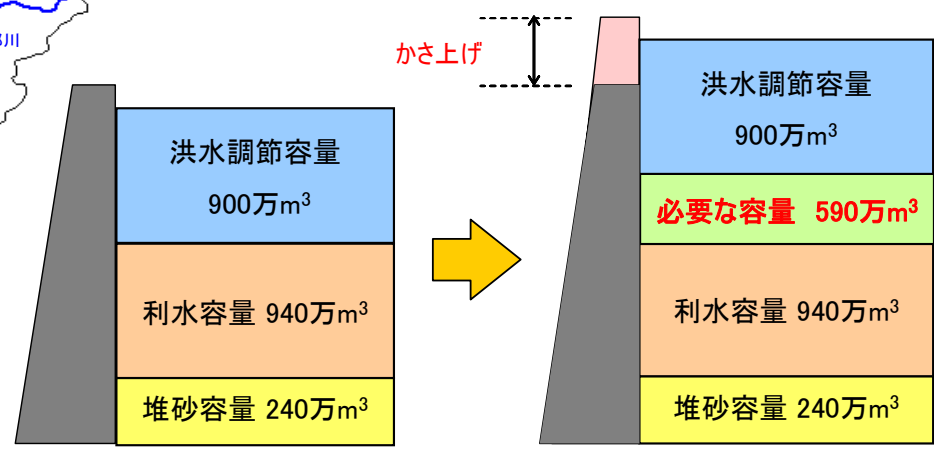 川
かさ上げ
洪水調節容量
900万m³
利水容量 940万m³
堆砂容量 240万m³
洪水調節容量
900万m³
必要な容量 590万m³
利水容量 940万m³
堆砂容量 240万m³